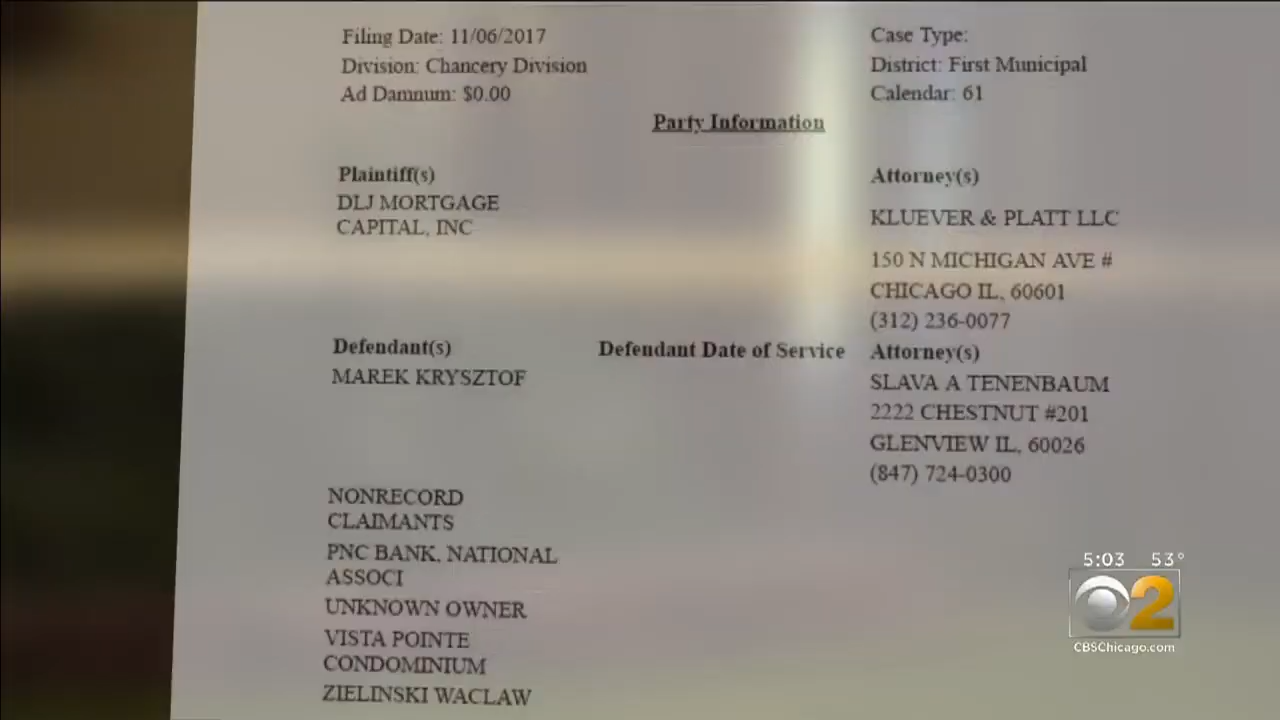 Filing Date: 11/06/2017
Division: Chancery Division
Ad Damnum: $0.00
Case Type:
District: First Municipal
Calendar: 61
Party Information
Plaintiff(s)
DLJ MORTGAGE
CAPITAL, INC
Attorney(s)
KLUEVER & PLATT LLC
150 N MICHIGAN AVE #
CHICAGO IL, 60601
(312) 236-0077
Defendant(s)
MAREK KRYSZTOF
Defendant Date of Service
Attorney(s)
SLAVA A TENENBAUM
2222 CHESTNUT #201
GLENVIEW IL, 60026
(847) 724-0300
NONRECORD
CLAIMANTS
PNC BANK, NATIONAL
ASSOCI
UNKNOWN OWNER
VISTA POINTE
CONDOMINIUM
ZIELINSKI WACLAW
5:03 53°
2
CBSChicago.com